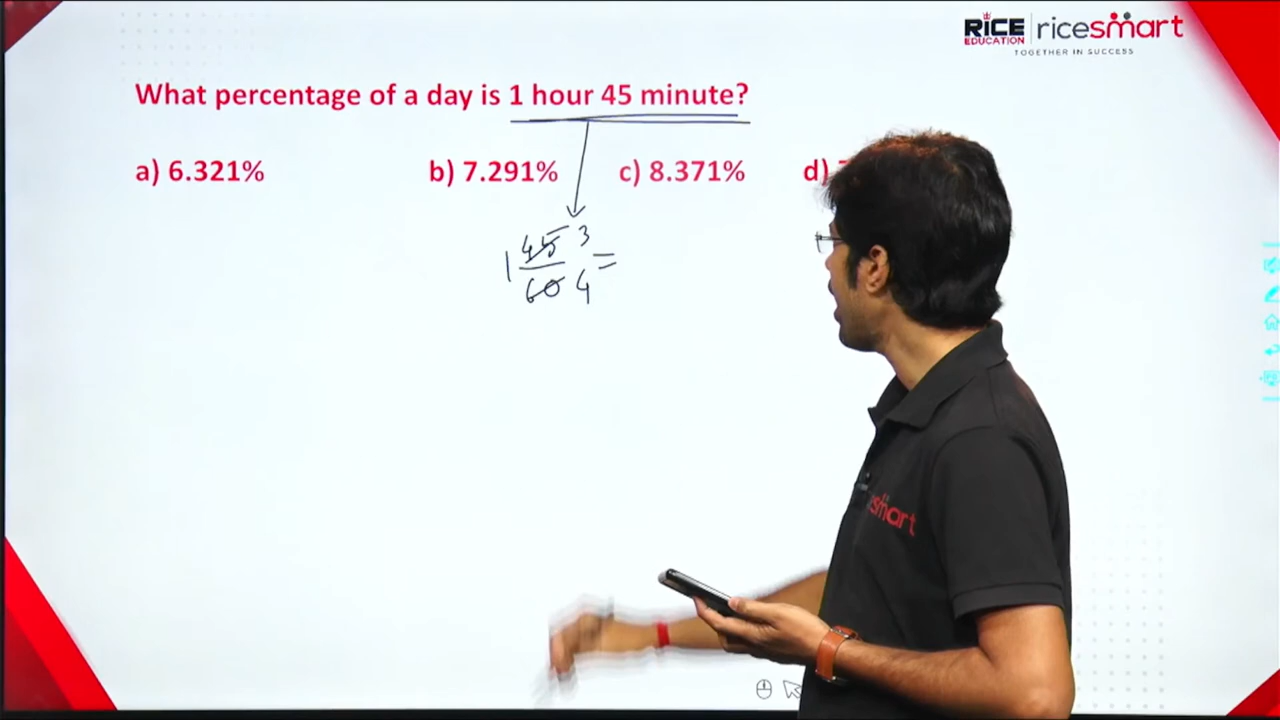 RICE EDUCATION ricesmart
TOGETHER IN SUCCESS
What percentage of a day is 1 hour 45 minute?
a) 6.321% b) 7.291% c) 8.371% d)
45 3
1 =
60 4
smart